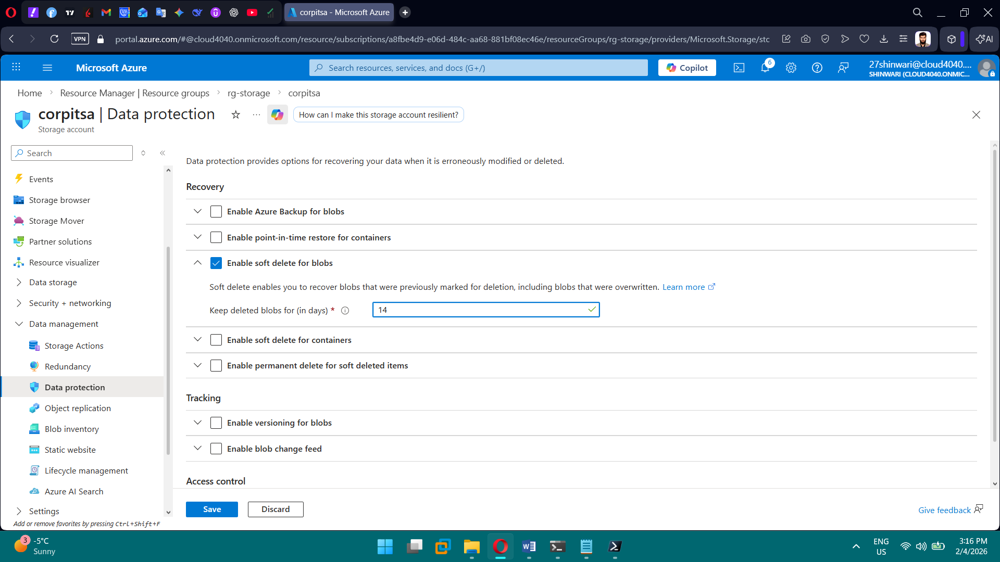 corpitsa - Microsoft Azure
VPN
portal.azure.com/#@cloud4040.onmicrosoft.com/resource/subscriptions/a8fbe4d9-e06d-484c-aa68-881bf08ec46e/resourceGroups/rg-storage/providers/Microsoft.Storage/stc
AI
Microsoft Azure
Search resources, services, and docs (G+/)
Copilot
6
27shinwari@cloud4040....
SHINWARI (CLOUD4040.ONMIC...
Home
Resource Manager | Resource groups
rg-storage
corpitsa
corpitsa | Data protection
How can I make this storage account resilient?
Storage account
Search
Events
Storage browser
Storage Mover
Partner solutions
Resource visualizer
Data storage
Security + networking
Data management
Storage Actions
Redundancy
Data protection
Object replication
Blob inventory
Static website
Lifecycle management
Azure AI Search
Settings
Add or remove favorites by pressing Ctrl+Shift+F
Data protection provides options for recovering your data when it is erroneously modified or deleted.
Recovery
Enable Azure Backup for blobs
Enable point-in-time restore for containers
Enable soft delete for blobs
Soft delete enables you to recover blobs that were previously marked for deletion, including blobs that were overwritten. Learn more
Keep deleted blobs for (in days) *
14
Enable soft delete for containers
Enable permanent delete for soft deleted items
Tracking
Enable versioning for blobs
Enable blob change feed
Access control
Save
Discard
Give feedback
3
-5°C
Sunny
ENG
US
3:16 PM
2/4/2026